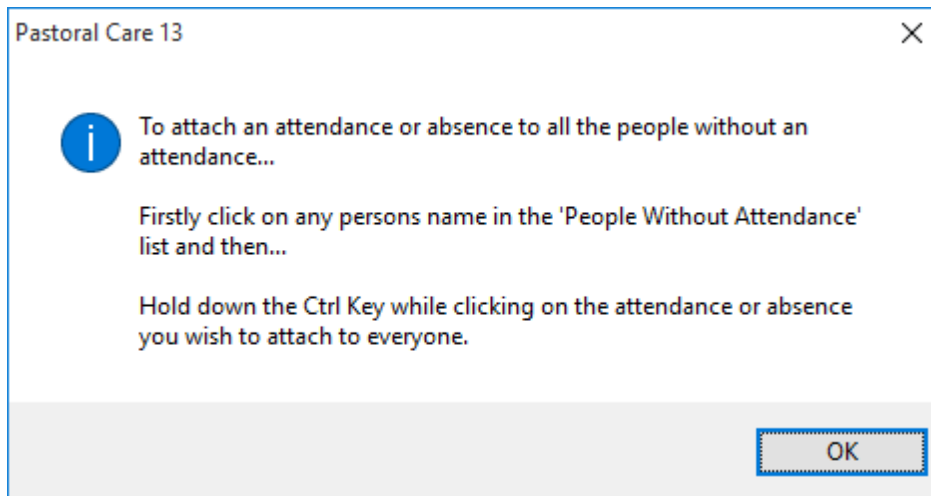 Pastoral Care 13
To attach an attendance or absence to all the people without an
attendance...
Firstly click on any persons name in the 'People Without Attendance'
list and then...
Hold down the Ctrl Key while clicking on the attendance or absence
you wish to attach to everyone.
OK